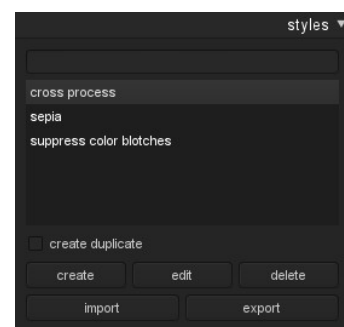 styles
cross process
sepia
suppress color blotches
create duplicate
create edit delete
import export